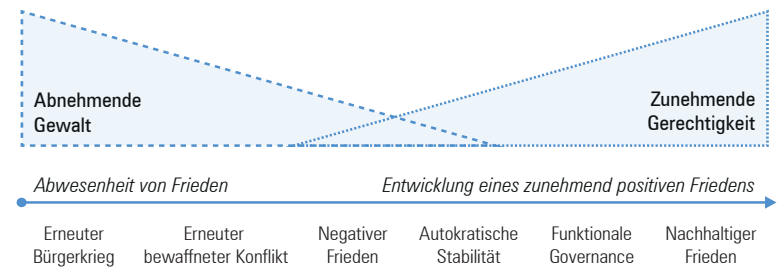 Abnehmende
Gewalt
Zunehmende
Gerechtigkeit
Abwesenheit von Frieden
Entwicklung eines zunehmend positiven Friedens
Erneuter
Bürgerkrieg
Erneuter
bewaffneter Konflikt
Negativer
Frieden
Autokratische
Stabilität
Funktionale
Governance
Nachhaltiger
Frieden